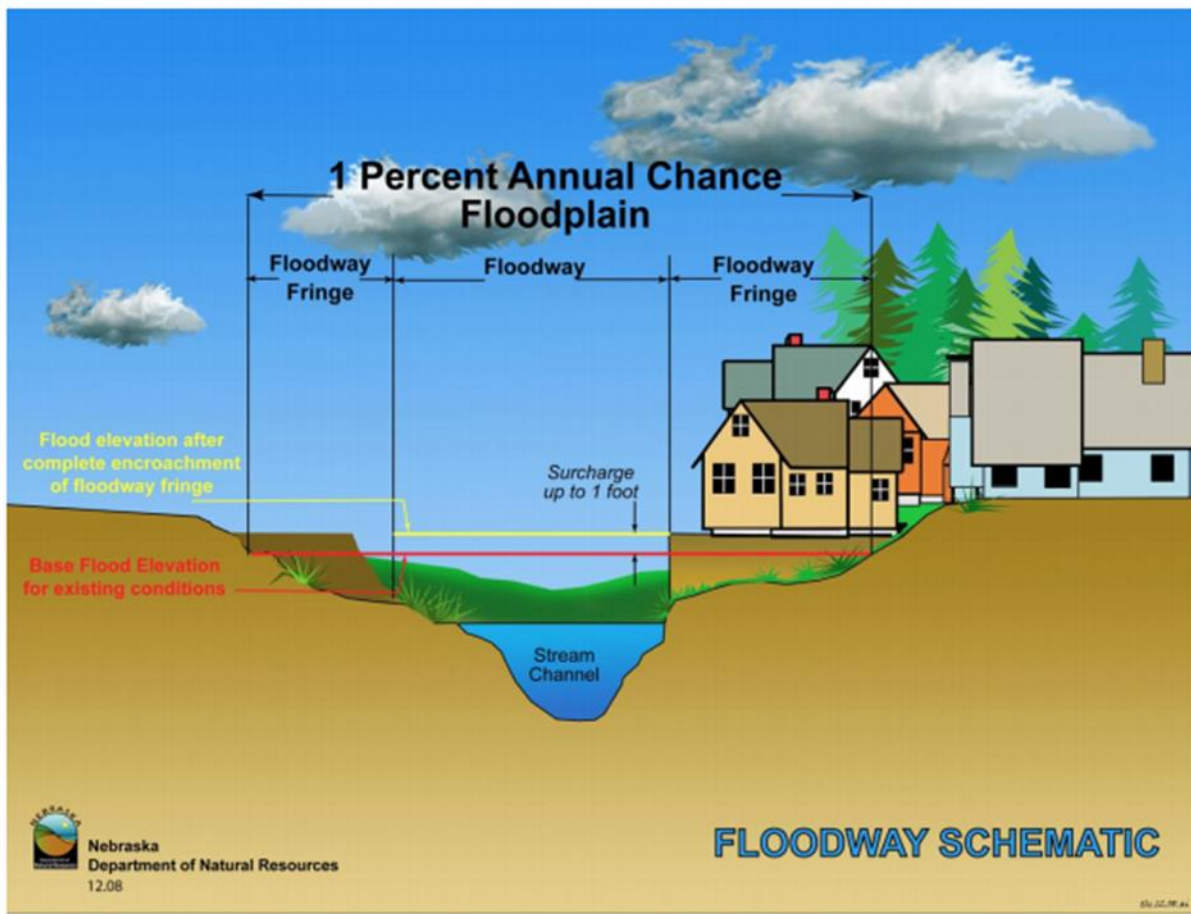 1 Percent Annual Chance
Floodplain
Floodway
Fringe
Floodway
Floodway
Fringe
Flood elevation after
complete encroachment
of floodway fringe
Surcharge
up to 1 foot
Base Flood Elevation
for existing conditions
Stream
Channel
NEBRASKA
Nebraska
Department of Natural Resources
12.08
FLOODWAY SCHEMATIC